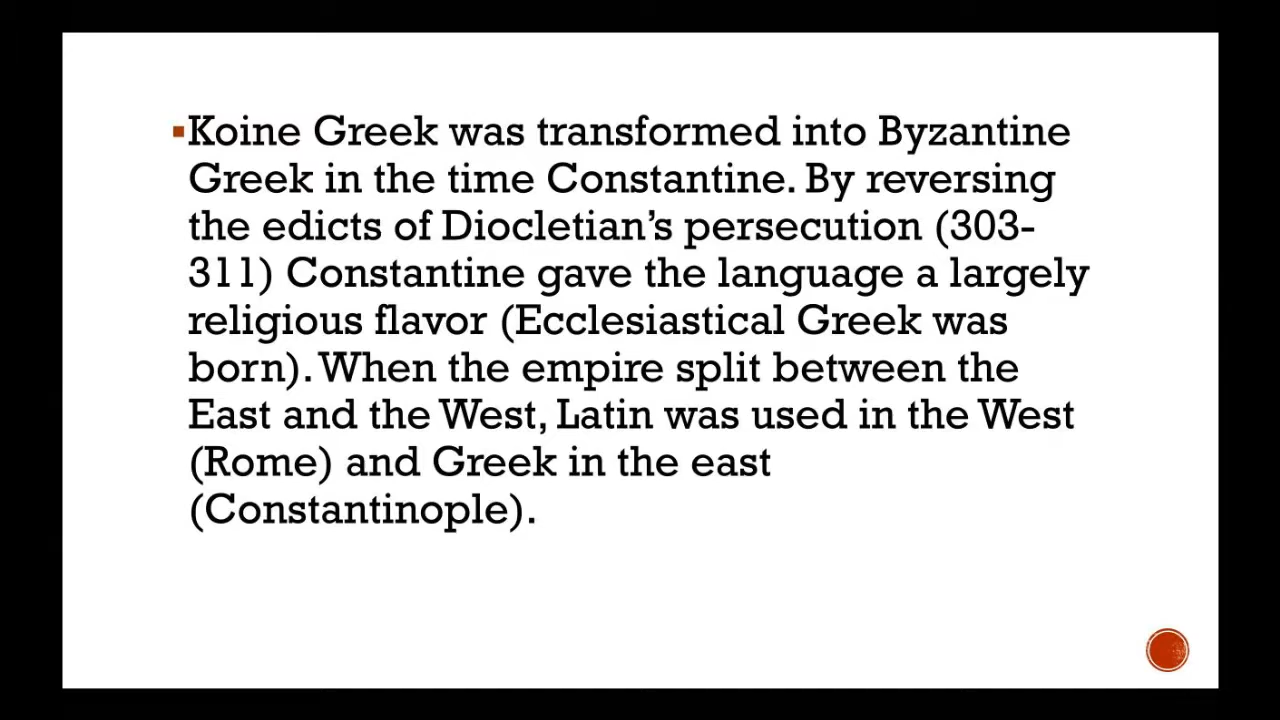 ▪Koine Greek was transformed into Byzantine
Greek in the time Constantine. By reversing
the edicts of Diocletian’s persecution (303-
311) Constantine gave the language a largely
religious flavor (Ecclesiastical Greek was
born). When the empire split between the
East and the West, Latin was used in the West
(Rome) and Greek in the east
(Constantinople).